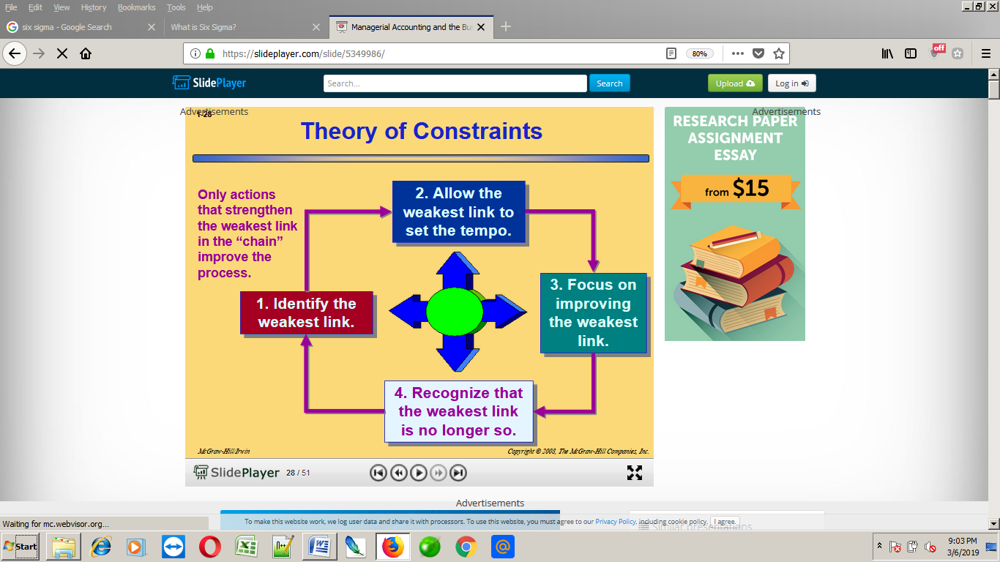 File Edit View History Bookmarks Tools Help
six sigma - Google Search
What is Six Sigma?
Managerial Accounting and the Bu
https://slideplayer.com/slide/5349986/
80%
off
SlidePlayer
Search...
Search
Upload
Log in
Advertisements
1-28
Theory of Constraints
Only actions
that strengthen
the weakest link
in the “chain”
improve the
process.
1. Identify the
weakest link.
2. Allow the
weakest link to
set the tempo.
3. Focus on
improving
the weakest
link.
4. Recognize that
the weakest link
is no longer so.
McGraw-Hill/Irwin
Copyright © 2008, The McGraw-Hill Companies, Inc.
SlidePlayer
28 / 51
Advertisements
RESEARCH PAPER
ASSIGNMENT
ESSAY
from $15
Advertisements
Similar presentations
To make this website work, we log user data and share it with processors. To use this website, you must agree to our Privacy Policy, including cookie policy.
I agree.
Waiting for mc.webvisor.org...
Start
9:03 PM
3/6/2019